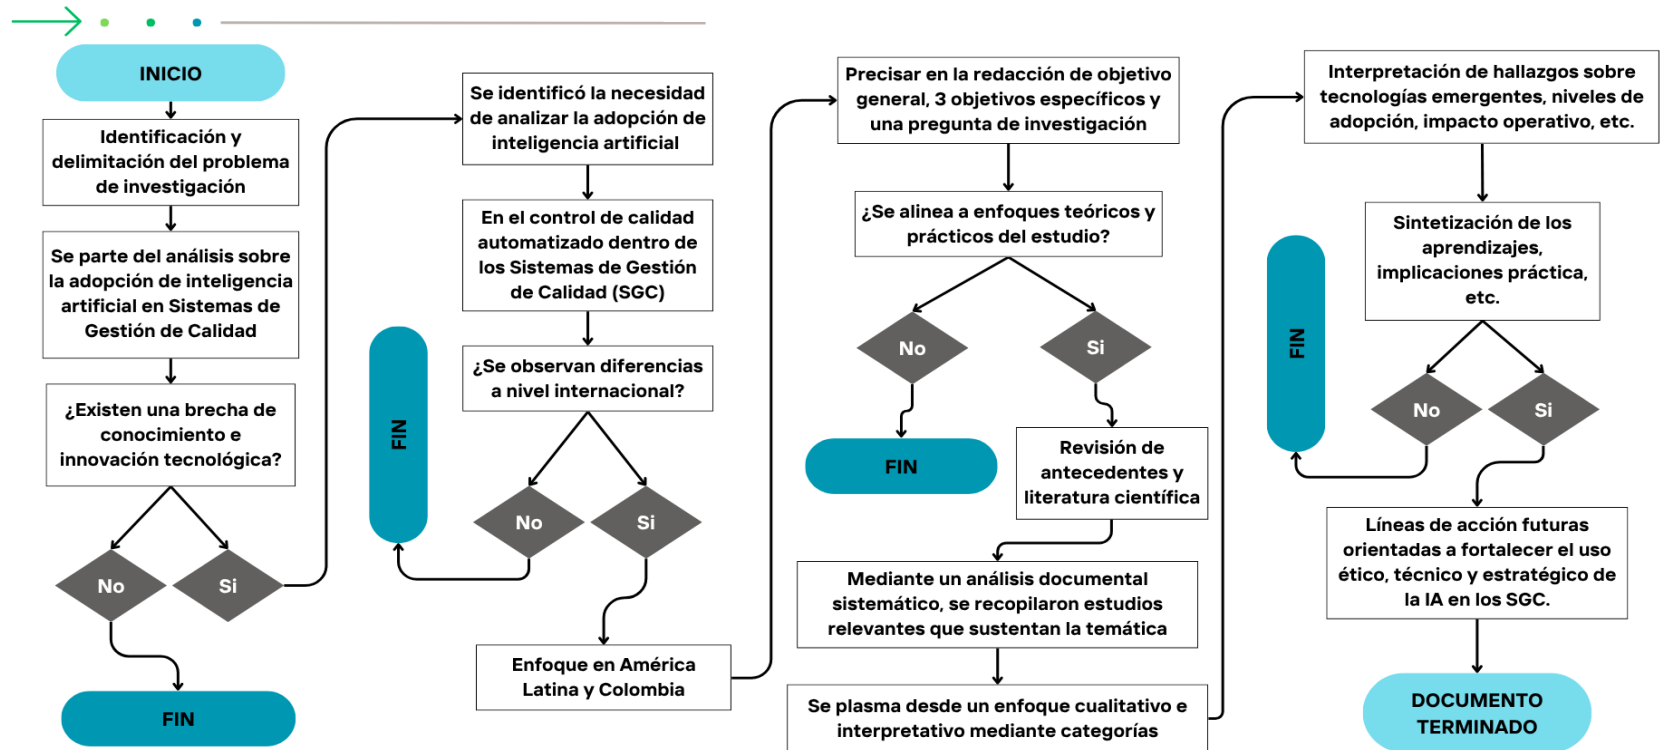 INICIO
Identificación y
delimitación del problema
de investigación
Se parte del análisis sobre
la adopción de inteligencia
artificial en Sistemas de
Gestión de Calidad
¿Existen una brecha de
conocimiento e
innovación tecnológica?
No
Si
FIN
Se identificó la necesidad
de analizar la adopción de
inteligencia artificial
En el control de calidad
automatizado dentro de
los Sistemas de Gestión
de Calidad (SGC)
¿Se observan diferencias
a nivel internacional?
No
Si
FIN
Enfoque en América
Latina y Colombia
Precisar en la redacción de objetivo
general, 3 objetivos específicos y
una pregunta de investigación
¿Se alinea a enfoques teóricos y
prácticos del estudio?
No
Si
FIN
Revisión de
antecedentes y
literatura científica
Mediante un análisis documental
sistemático, se recopilaron estudios
relevantes que sustentan la temática
Se plasma desde un enfoque cualitativo e
interpretativo mediante categorías
Interpretación de hallazgos sobre
tecnologías emergentes, niveles de
adopción, impacto operativo, etc.
Sintetización de los
aprendizajes,
implicaciones práctica,
etc.
No
Si
FIN
Líneas de acción futuras
orientadas a fortalecer el uso
ético, técnico y estratégico de
la IA en los SGC.
DOCUMENTO
TERMINADO